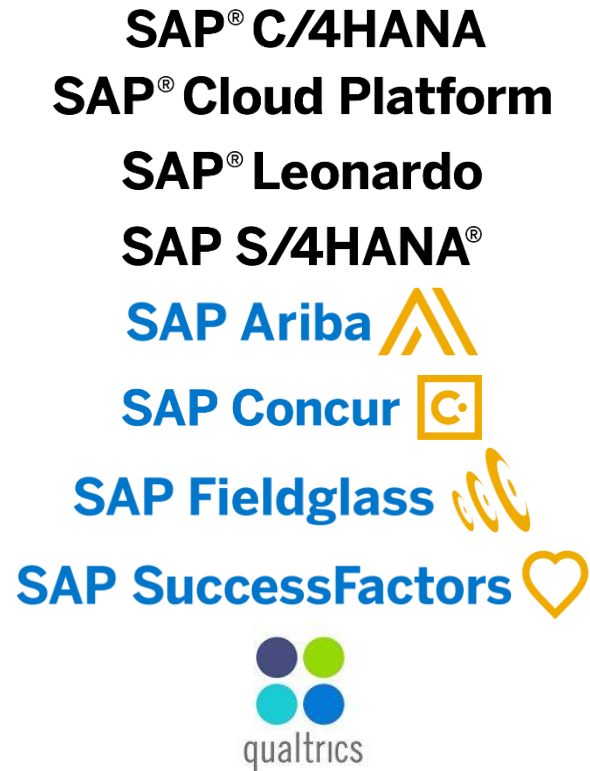 SAP® C/4HANA
SAP® Cloud Platform
SAP® Leonardo
SAP S/4HANA®
SAP Ariba
SAP Concur
SAP Fieldglass
SAP SuccessFactors
qualtrics